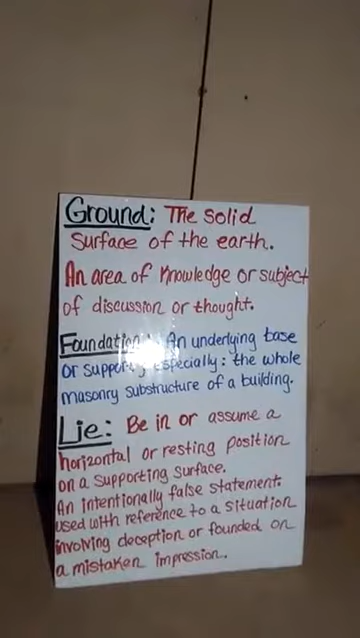 Ground: The solid
Surface of the earth.
An area of Knowledge or subject
of discussion or thought.
Foundation: An underlying base
or support; especially: the whole
masonry substructure of a building.
Lie: Be in or assume a
horizontal or resting position
on a supporting surface.
An intentionally false statement.
used with reference to a situation
involving deception or founded on
a mistaken impression.